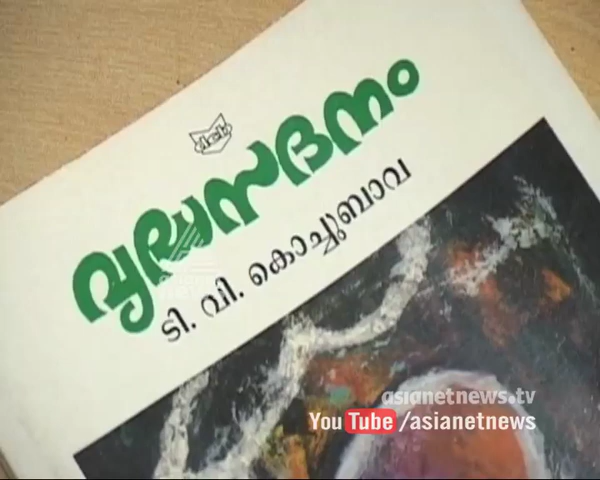 വൃദ്ധസദനം
ടി. വി. കൊച്ചുബാവ
asianetnews.tv
YouTube/asianetnews